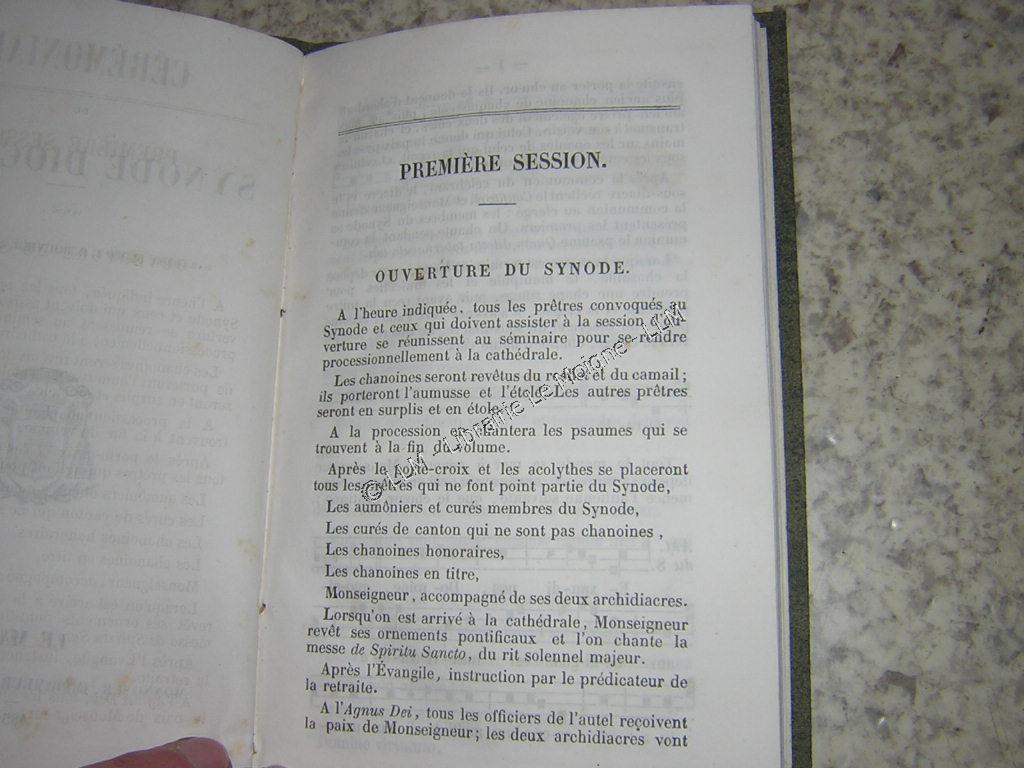 PREMIÈRE SESSION.
OUVERTURE DU SYNODE.
A l'heure indiquée, tous les prêtres convoqués au
Synode et ceux qui doivent assister à la session d'ou-
verture se réunissent au séminaire pour se rendre
processionnellement à la cathédrale.
Les chanoines seront revêtus du rochet et du camail ;
ils porteront l'aumusse et l'étole. Les autres prêtres
seront en surplis et en étole.
A la procession on chantera les psaumes qui se
trouvent à la fin du volume.
Après le porte-croix et les acolythes se placeront
tous les prêtres qui ne font point partie du Synode,
Les aumôniers et curés membres du Synode,
Les curés de canton qui ne sont pas chanoines ,
Les chanoines honoraires,
Les chanoines en titre,
Monseigneur, accompagné de ses deux archidiacres.
Lorsqu'on est arrivé à la cathédrale, Monseigneur
revêt ses ornements pontificaux et l'on chante la
messe de Spiritu Sancto, du rit solennel majeur.
Après l'Évangile, instruction par le prédicateur de
la retraite.
A l'Agnus Dei, tous les officiers de l'autel reçoivent
la paix de Monseigneur; les deux archidiacres vont
© LLM - Librairie Le Moigne - LLM